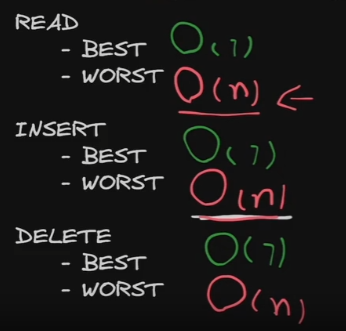 READ
- BEST O(1)
- WORST O(n) ←
INSERT
- BEST O(1)
- WORST O(n)
DELETE
- BEST O(1)
- WORST O(n)